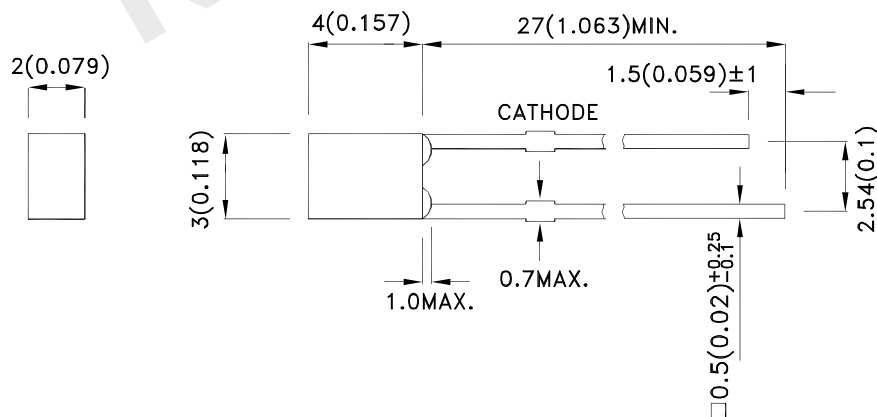 4(0.157)
27(1.063)MIN.
2(0.079)
1.5(0.059)±1
CATHODE
3(0.118)
2.54(0.1)
0.7MAX.
1.0MAX.
□0.5(0.02)±0.25
-0.1